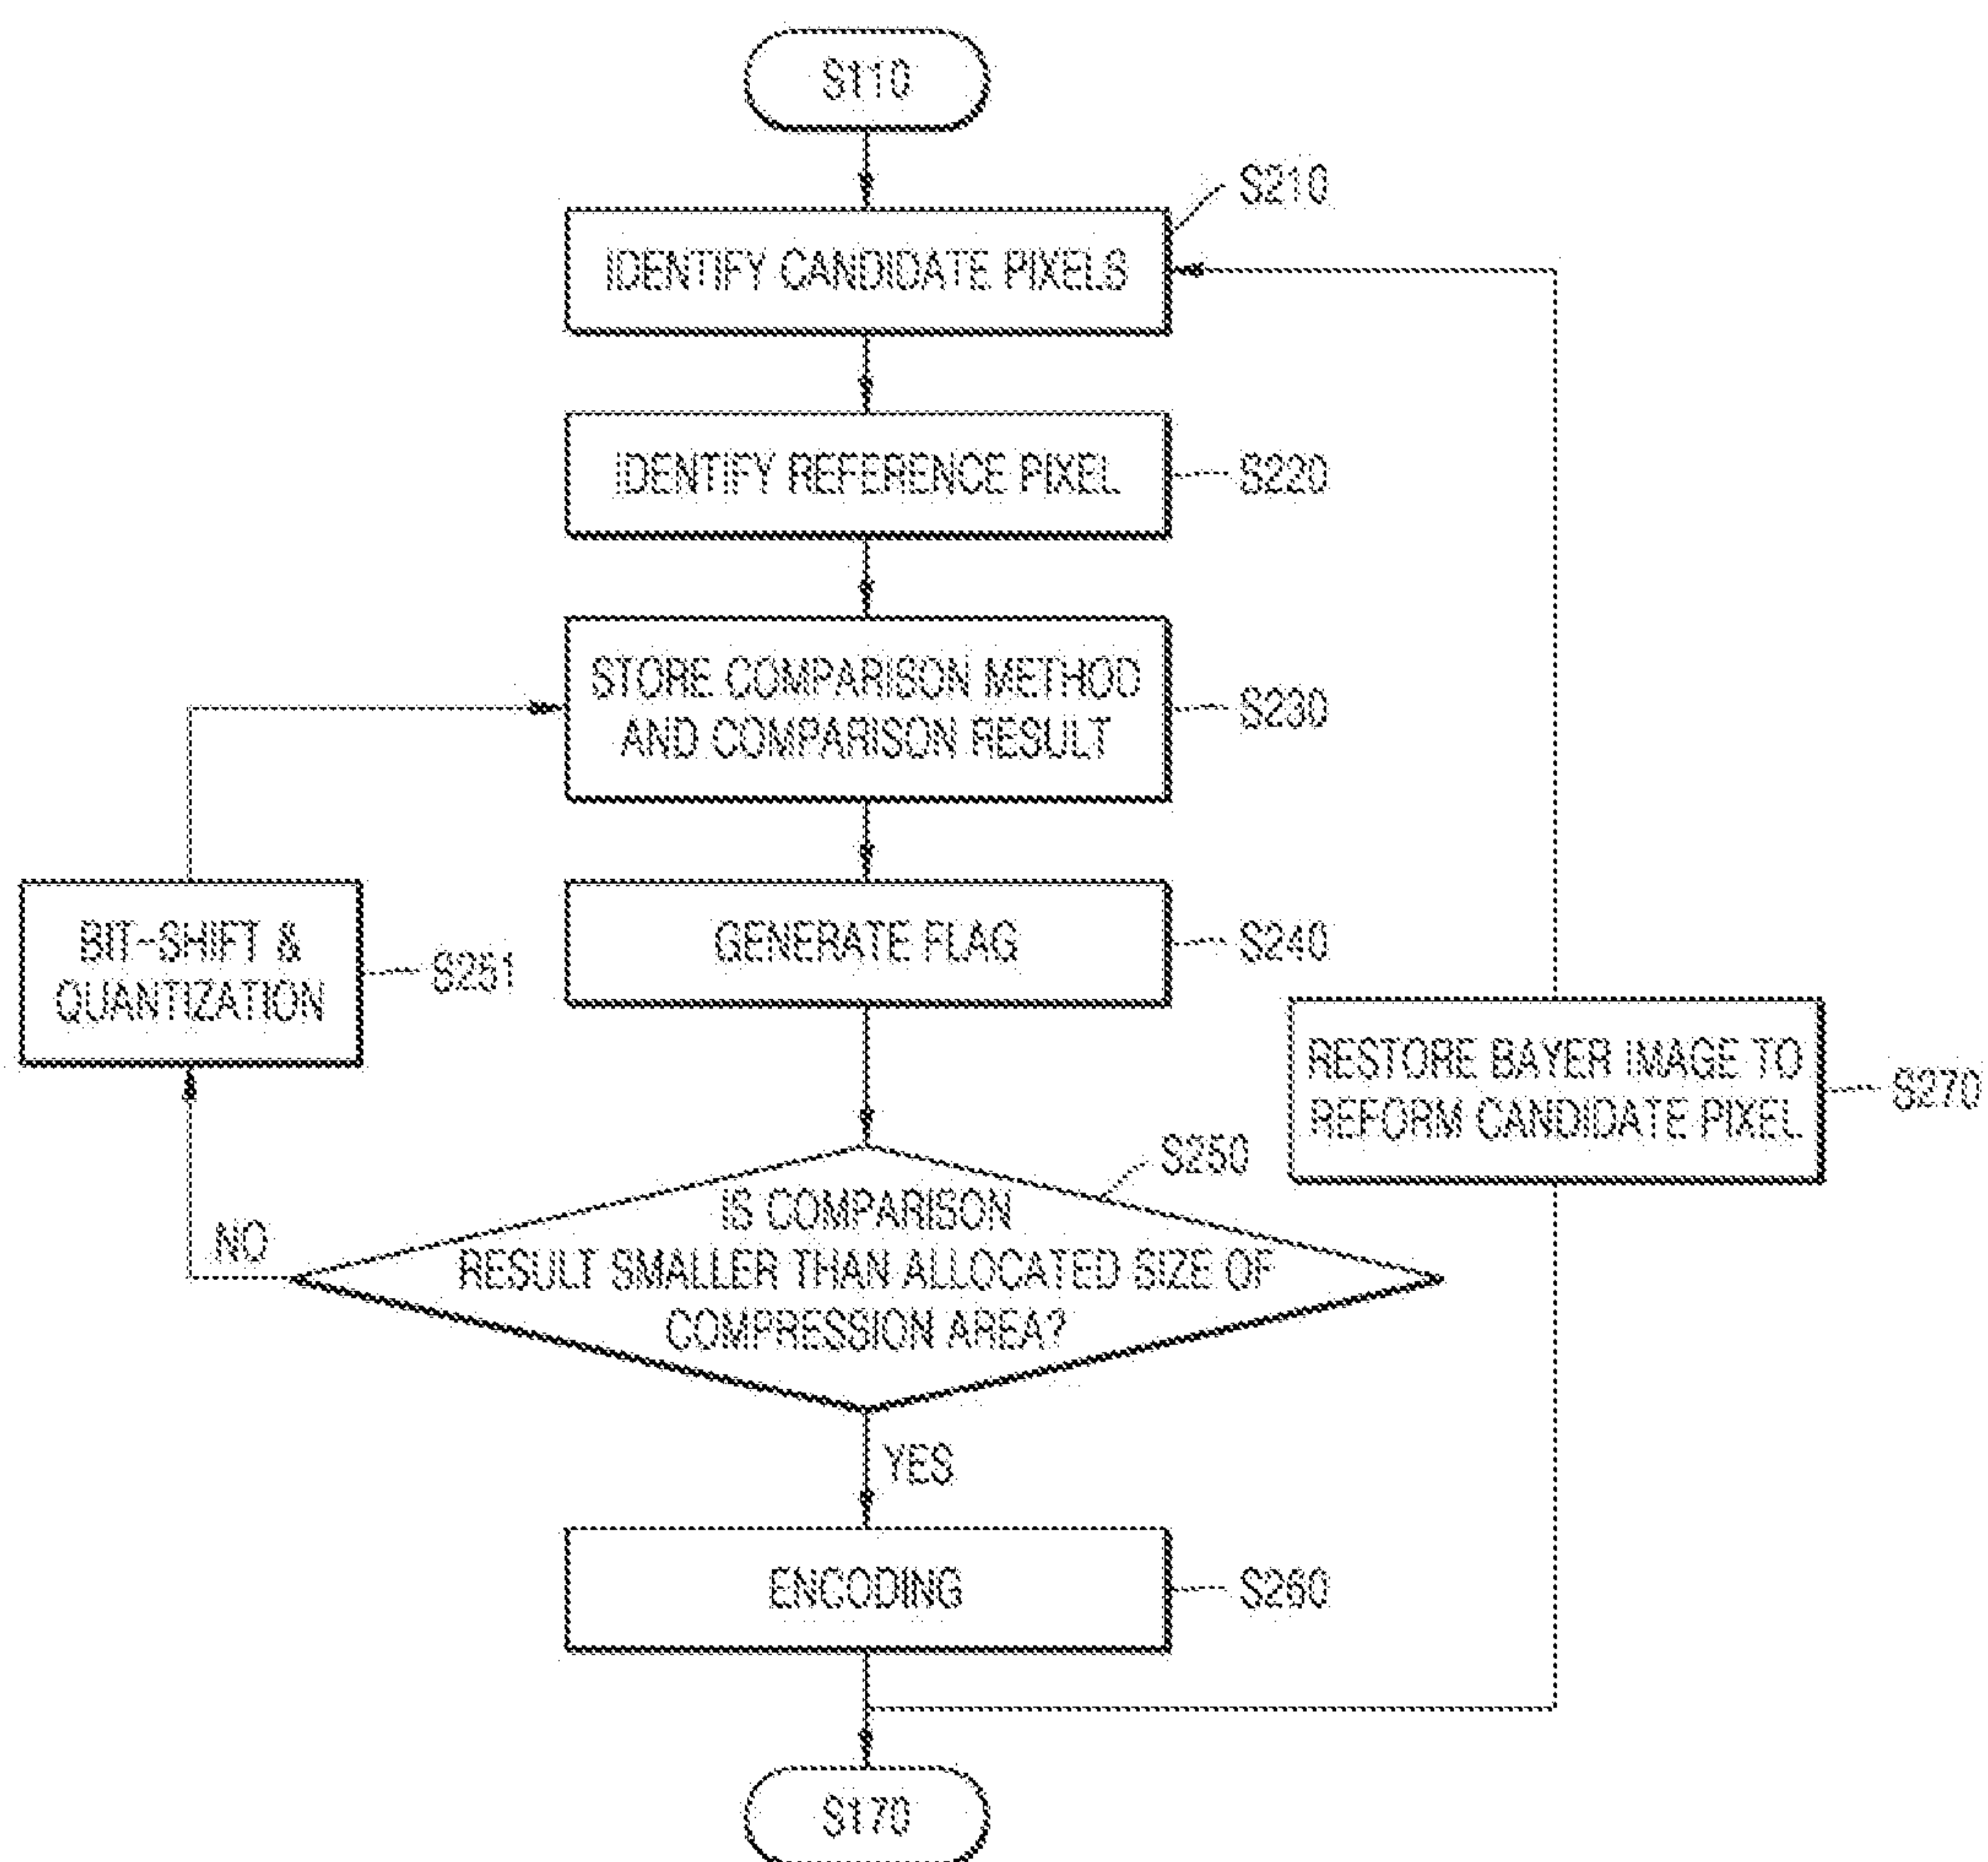 S110
S210
IDENTIFY CANDIDATE PIXELS
IDENTIFY REFERENCE PIXEL
S220
STORE COMPARISON METHOD
AND COMPARISON RESULT
S230
BIT-SHIFT &
QUANTIZATION
S251
GENERATE FLAG
S240
RESTORE BAYER IMAGE TO
REFORM CANDIDATE PIXEL
S270
S250
IS COMPARISON
RESULT SMALLER THAN ALLOCATED SIZE OF
COMPRESSION AREA?
NO
YES
ENCODING
S260
S170